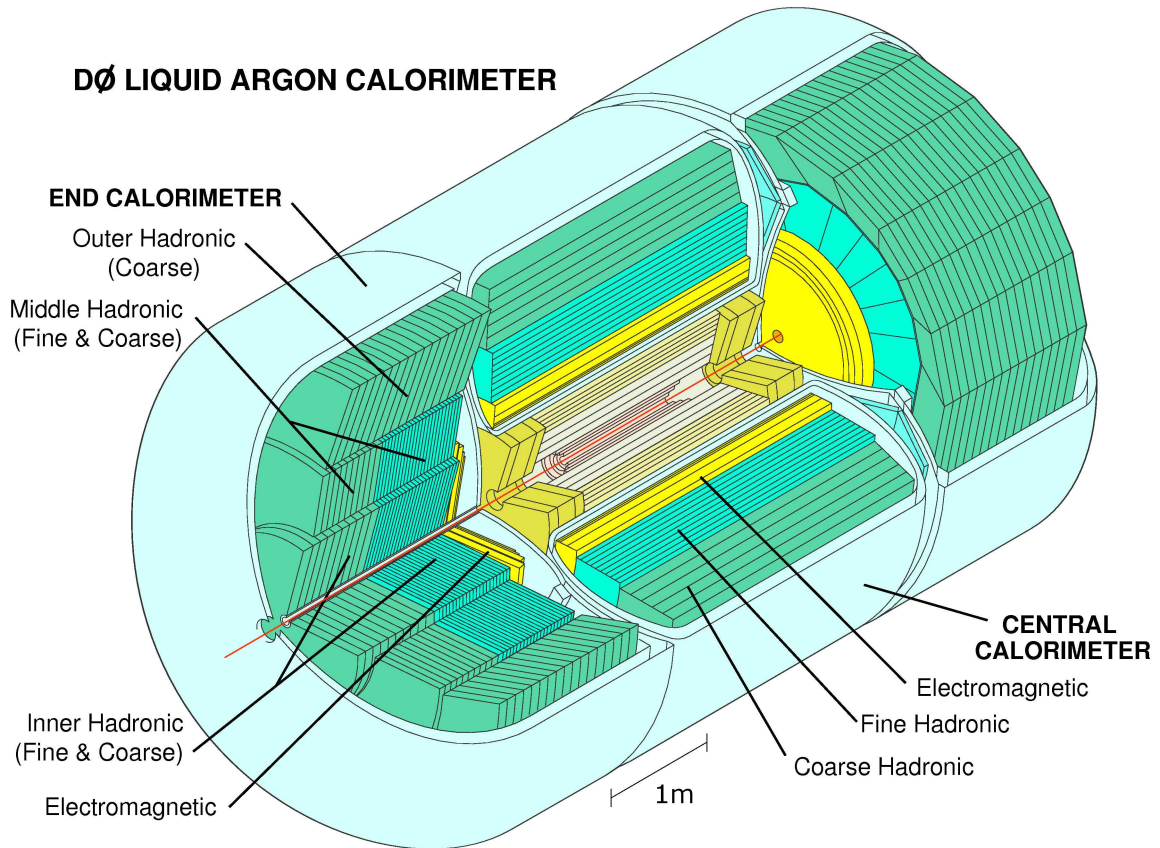 DØ LIQUID ARGON CALORIMETER
END CALORIMETER
Outer Hadronic
(Coarse)
Middle Hadronic
(Fine & Coarse)
Inner Hadronic
(Fine & Coarse)
Electromagnetic
1m
CENTRAL
CALORIMETER
Electromagnetic
Fine Hadronic
Coarse Hadronic